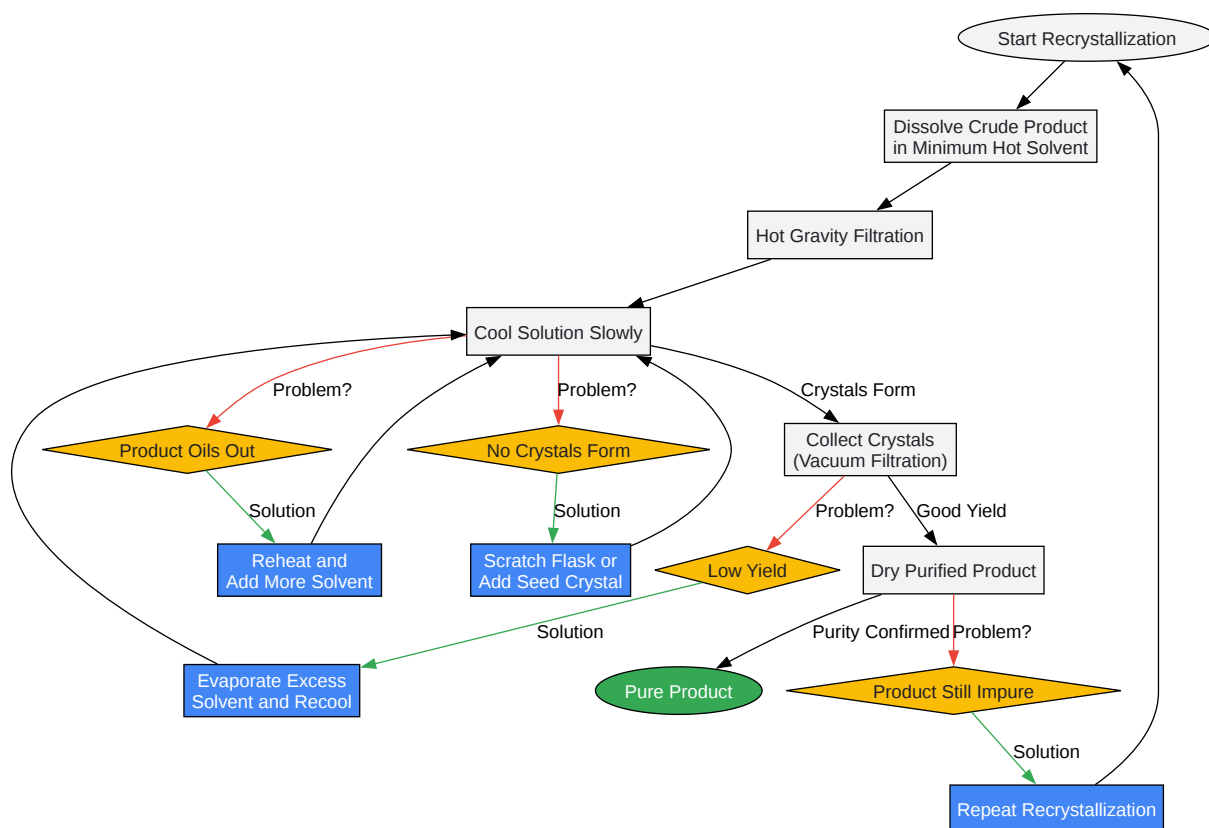 Start Recrystallization
Dissolve Crude Product
in Minimum Hot Solvent
Hot Gravity Filtration
Cool Solution Slowly
Problem?
Problem?
Crystals Form
Product Oils Out
No Crystals Form
Collect Crystals
(Vacuum Filtration)
Solution
Solution
Problem?
Good Yield
Reheat and
Add More Solvent
Scratch Flask or
Add Seed Crystal
Low Yield
Dry Purified Product
Solution
Purity Confirmed
Problem?
Evaporate Excess
Solvent and Recool
Pure Product
Product Still Impure
Solution
Repeat Recrystallization